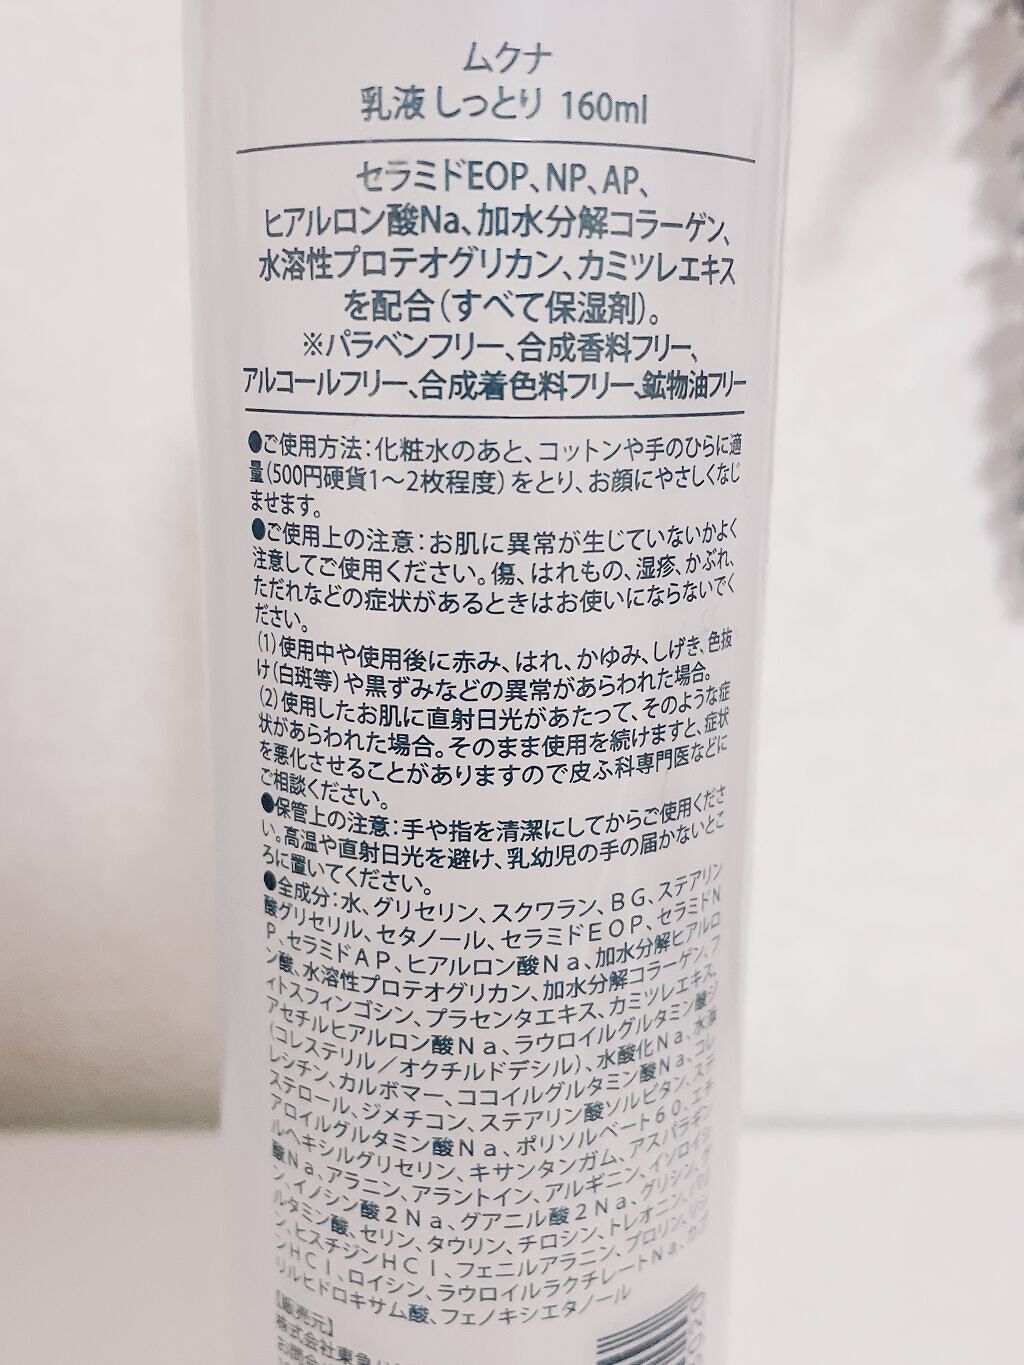 ムクナ
乳液 しっとり 160ml
セラミドEOP、NP、AP、
ヒアルロン酸Na、加水分解コラーゲン、
水溶性プロテオグリカン、カミツレエキス
を配合(すべて保湿剤)。
※パラベンフリー、合成香料フリー、
アルコールフリー、合成着色料フリー、鉱物油フリー
●ご使用方法:化粧水のあと、コットンや手のひらに適
量(500円硬貨1〜2枚程度)をとり、お顔にやさしくなじ
ませます。
●ご使用上の注意:お肌に異常が生じていないかよく
注意してご使用ください。傷、はれもの、湿疹、かぶれ、
ただれなどの症状があるときはお使いにならないでく
ださい。
(1)使用中や使用後に赤み、はれ、かゆみ、しげき、色抜
け(白斑等)や黒ずみなどの異常があらわれた場合。
(2)使用したお肌に直射日光があたって、そのような症
状があらわれた場合。そのまま使用を続けますと、症状
を悪化させることがありますので皮ふ科専門医などに
ご相談ください。
●保管上の注意:手や指を清潔にしてからご使用くださ
い。高温や直射日光を避け、乳幼児の手の届かないとこ
ろに置いてください。
●全成分:水、グリセリン、スクワラン、BG、ステアリン
酸グリセリル、セタノール、セラミドEOP、セラミドN
P、セラミドAP、ヒアルロン酸Na、加水分解ヒアルロ
ン酸、水溶性プロテオグリカン、加水分解コラーゲン、フ
ィトスフィンゴシン、プラセンタエキス、カミツレエキス、
アセチルヒアルロン酸Na、ラウロイルグルタミン酸ジ
(コレステリル/オクチルドデシル)、水酸化Na、水添
レシチン、カルボマー、ココイルグルタミン酸Na、コレ
ステロール、ジメチコン、ステアリン酸ソルビタン、ステ
アロイルグルタミン酸Na、ポリソルベート60、エチ
ルヘキシルグリセリン、キサンタンガム、アスパラギン
酸Na、アラニン、アラントイン、アルギニン、イソロイシ
ン、イノシン酸2Na、グアニル酸2Na、グリシン、グ
ルタミン酸、セリン、タウリン、チロシン、トレオニン、バリ
ン、ヒスチジンHCl、フェニルアラニン、プロリン、リシ
ンHCl、ロイシン、ラウロイルラクチレートNa、カプ
リルヒドロキサム酸、フェノキシエタノール
【販売元】
株式会社東急